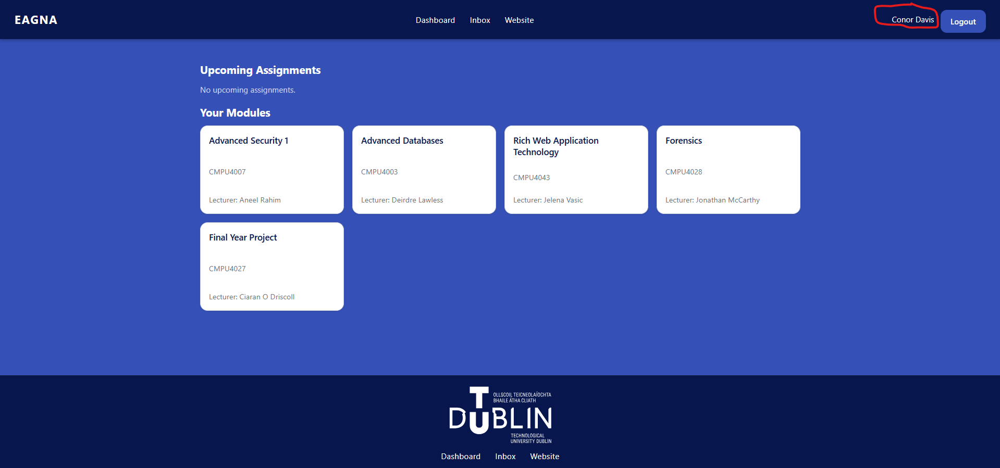 EAGNA
Dashboard
Inbox
Website
Conor Davis
Logout
Upcoming Assignments
No upcoming assignments.
Your Modules
Advanced Security 1
CMPU4007
Lecturer: Aneel Rahim
Advanced Databases
CMPU4003
Lecturer: Deirdre Lawless
Rich Web Application
Technology
CMPU4043
Lecturer: Jelena Vasic
Forensics
CMPU4028
Lecturer: Jonathan McCarthy
Final Year Project
CMPU4027
Lecturer: Ciaran O Driscoll
OLLSCOIL TEICNEOLAÍOCHTA
BHAILE ÁTHA CLIATH
TU DUBLIN
TECHNOLOGICAL
UNIVERSITY DUBLIN
Dashboard
Inbox
Website